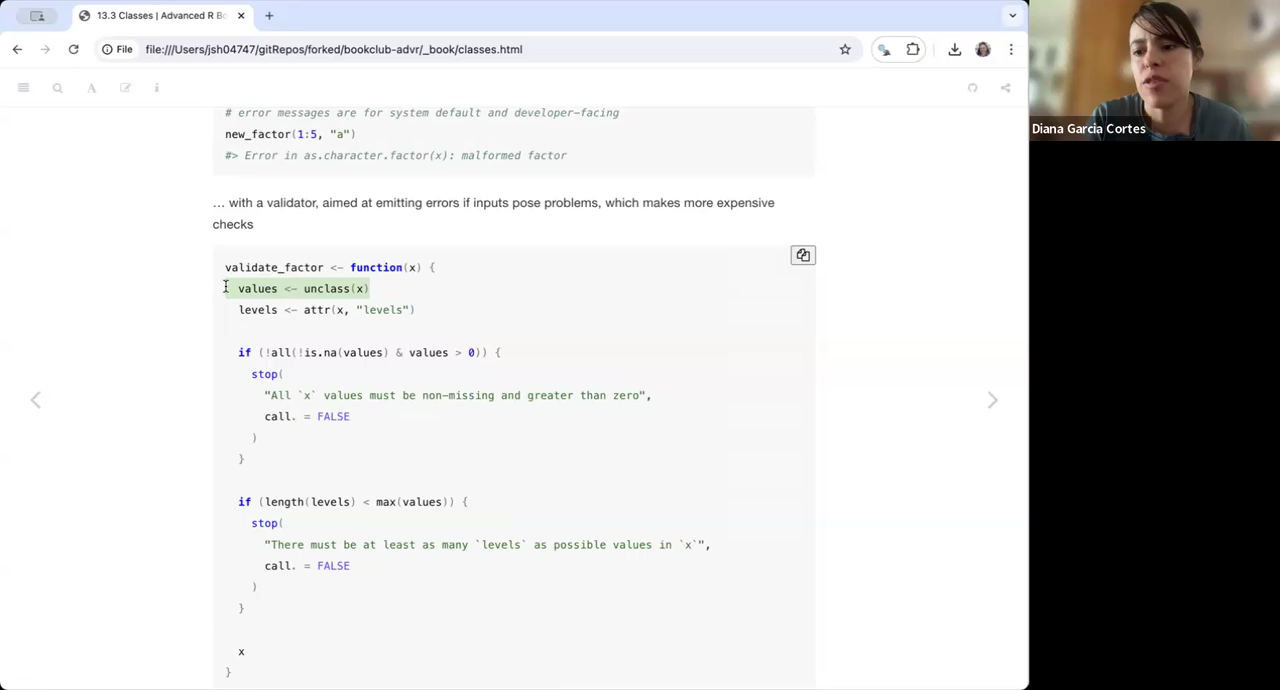 13.3 Classes | Advanced R Bo
File file:///Users/jsh04747/gitRepos/forked/bookclub-advr/_book/classes.html
# error messages are for system default and developer-facing
new_factor(1:5, "a")
#> Error in as.character.factor(x): malformed factor
… with a validator, aimed at emitting errors if inputs pose problems, which makes more expensive
checks
validate_factor <- function(x) {
values <- unclass(x)
levels <- attr(x, "levels")
if (!all(!is.na(values) & values > 0)) {
stop(
"All `x` values must be non-missing and greater than zero",
call. = FALSE
)
}
if (length(levels) < max(values)) {
stop(
"There must be at least as many `levels` as possible values in `x`",
call. = FALSE
)
}
x
}
Diana Garcia Cortes